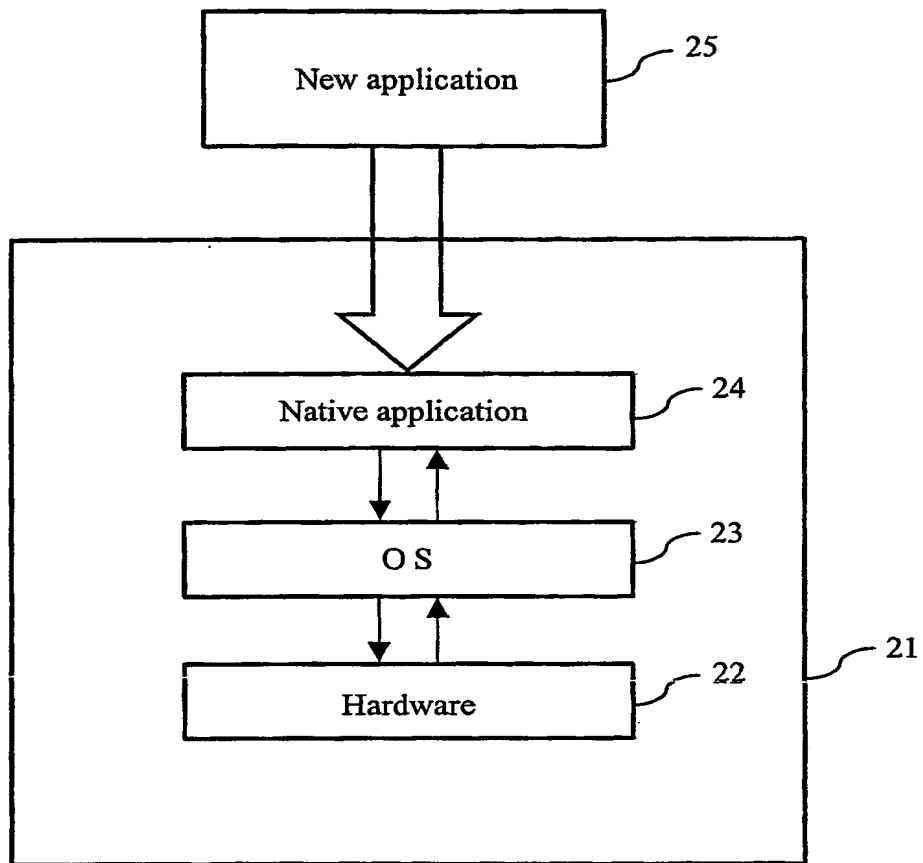 25
New application
24
Native application
23
O S
21
22
Hardware